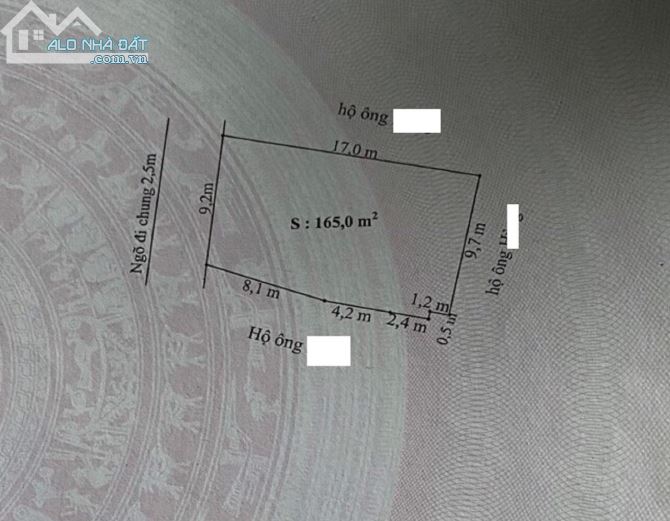 ALO NHÀ ĐẤT
.com.vn
hộ ông
17,0 m
Ngõ đi chung 2,5m
9,2m
S : 165,0 m²
9,7 m
hộ ông
8,1 m
4,2 m
2,4 m
1,2 m
0,5 m
Hộ ông